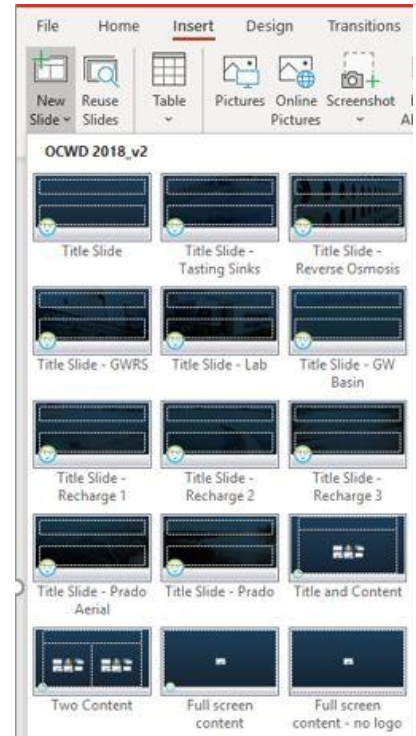 File Home Insert Design Transitions
New Reuse Table Pictures Online Screenshot
Slide Slides Pictures
OCWD 2018_v2
Title Slide Title Slide - Title Slide -
Tasting Sinks Reverse Osmosis
Title Slide - GWRS Title Slide - Lab Title Slide - GW
Basin
Title Slide - Title Slide - Title Slide -
Recharge 1 Recharge 2 Recharge 3
Title Slide - Prado Title Slide - Prado Title and Content
Aerial
Two Content Full screen Full screen
content content - no logo